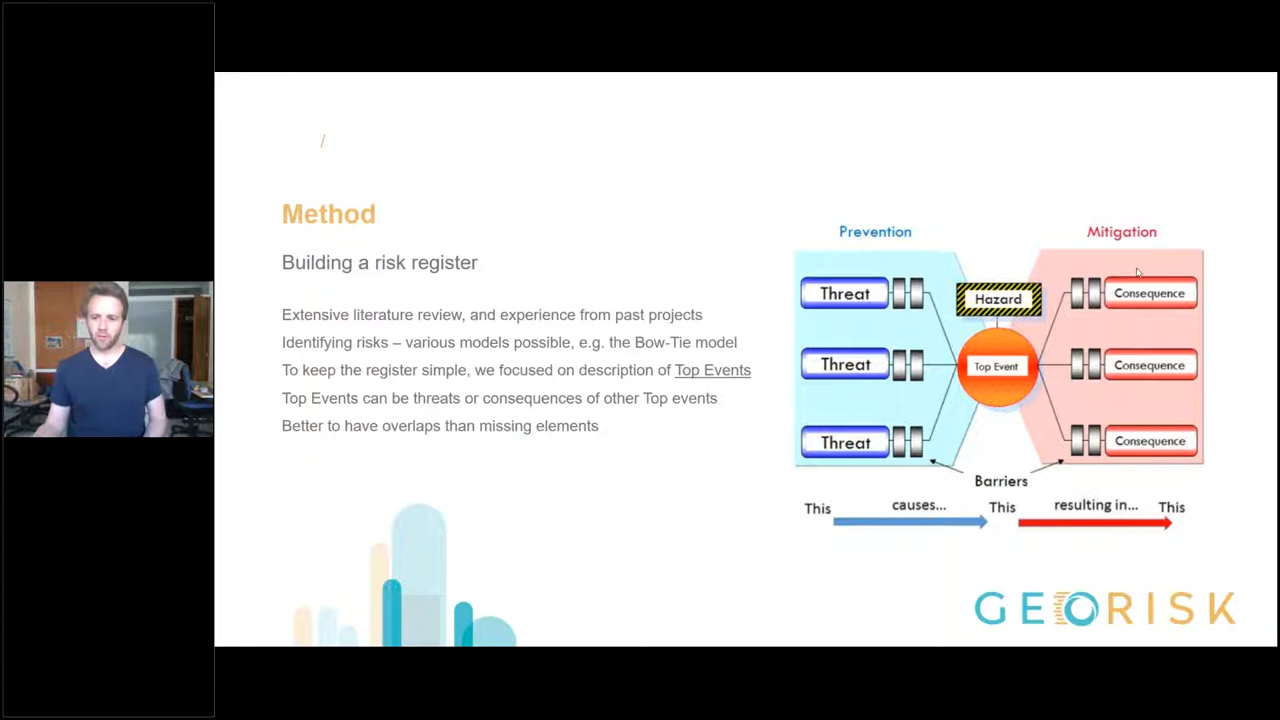 /
Method
Building a risk register
Extensive literature review, and experience from past projects
Identifying risks – various models possible, e.g. the Bow-Tie model
To keep the register simple, we focused on description of Top Events
Top Events can be threats or consequences of other Top events
Better to have overlaps than missing elements
Prevention
Mitigation
Threat
Hazard
Consequence
Threat
Top Event
Consequence
Threat
Consequence
Barriers
This causes... This resulting in... This
GEORISK